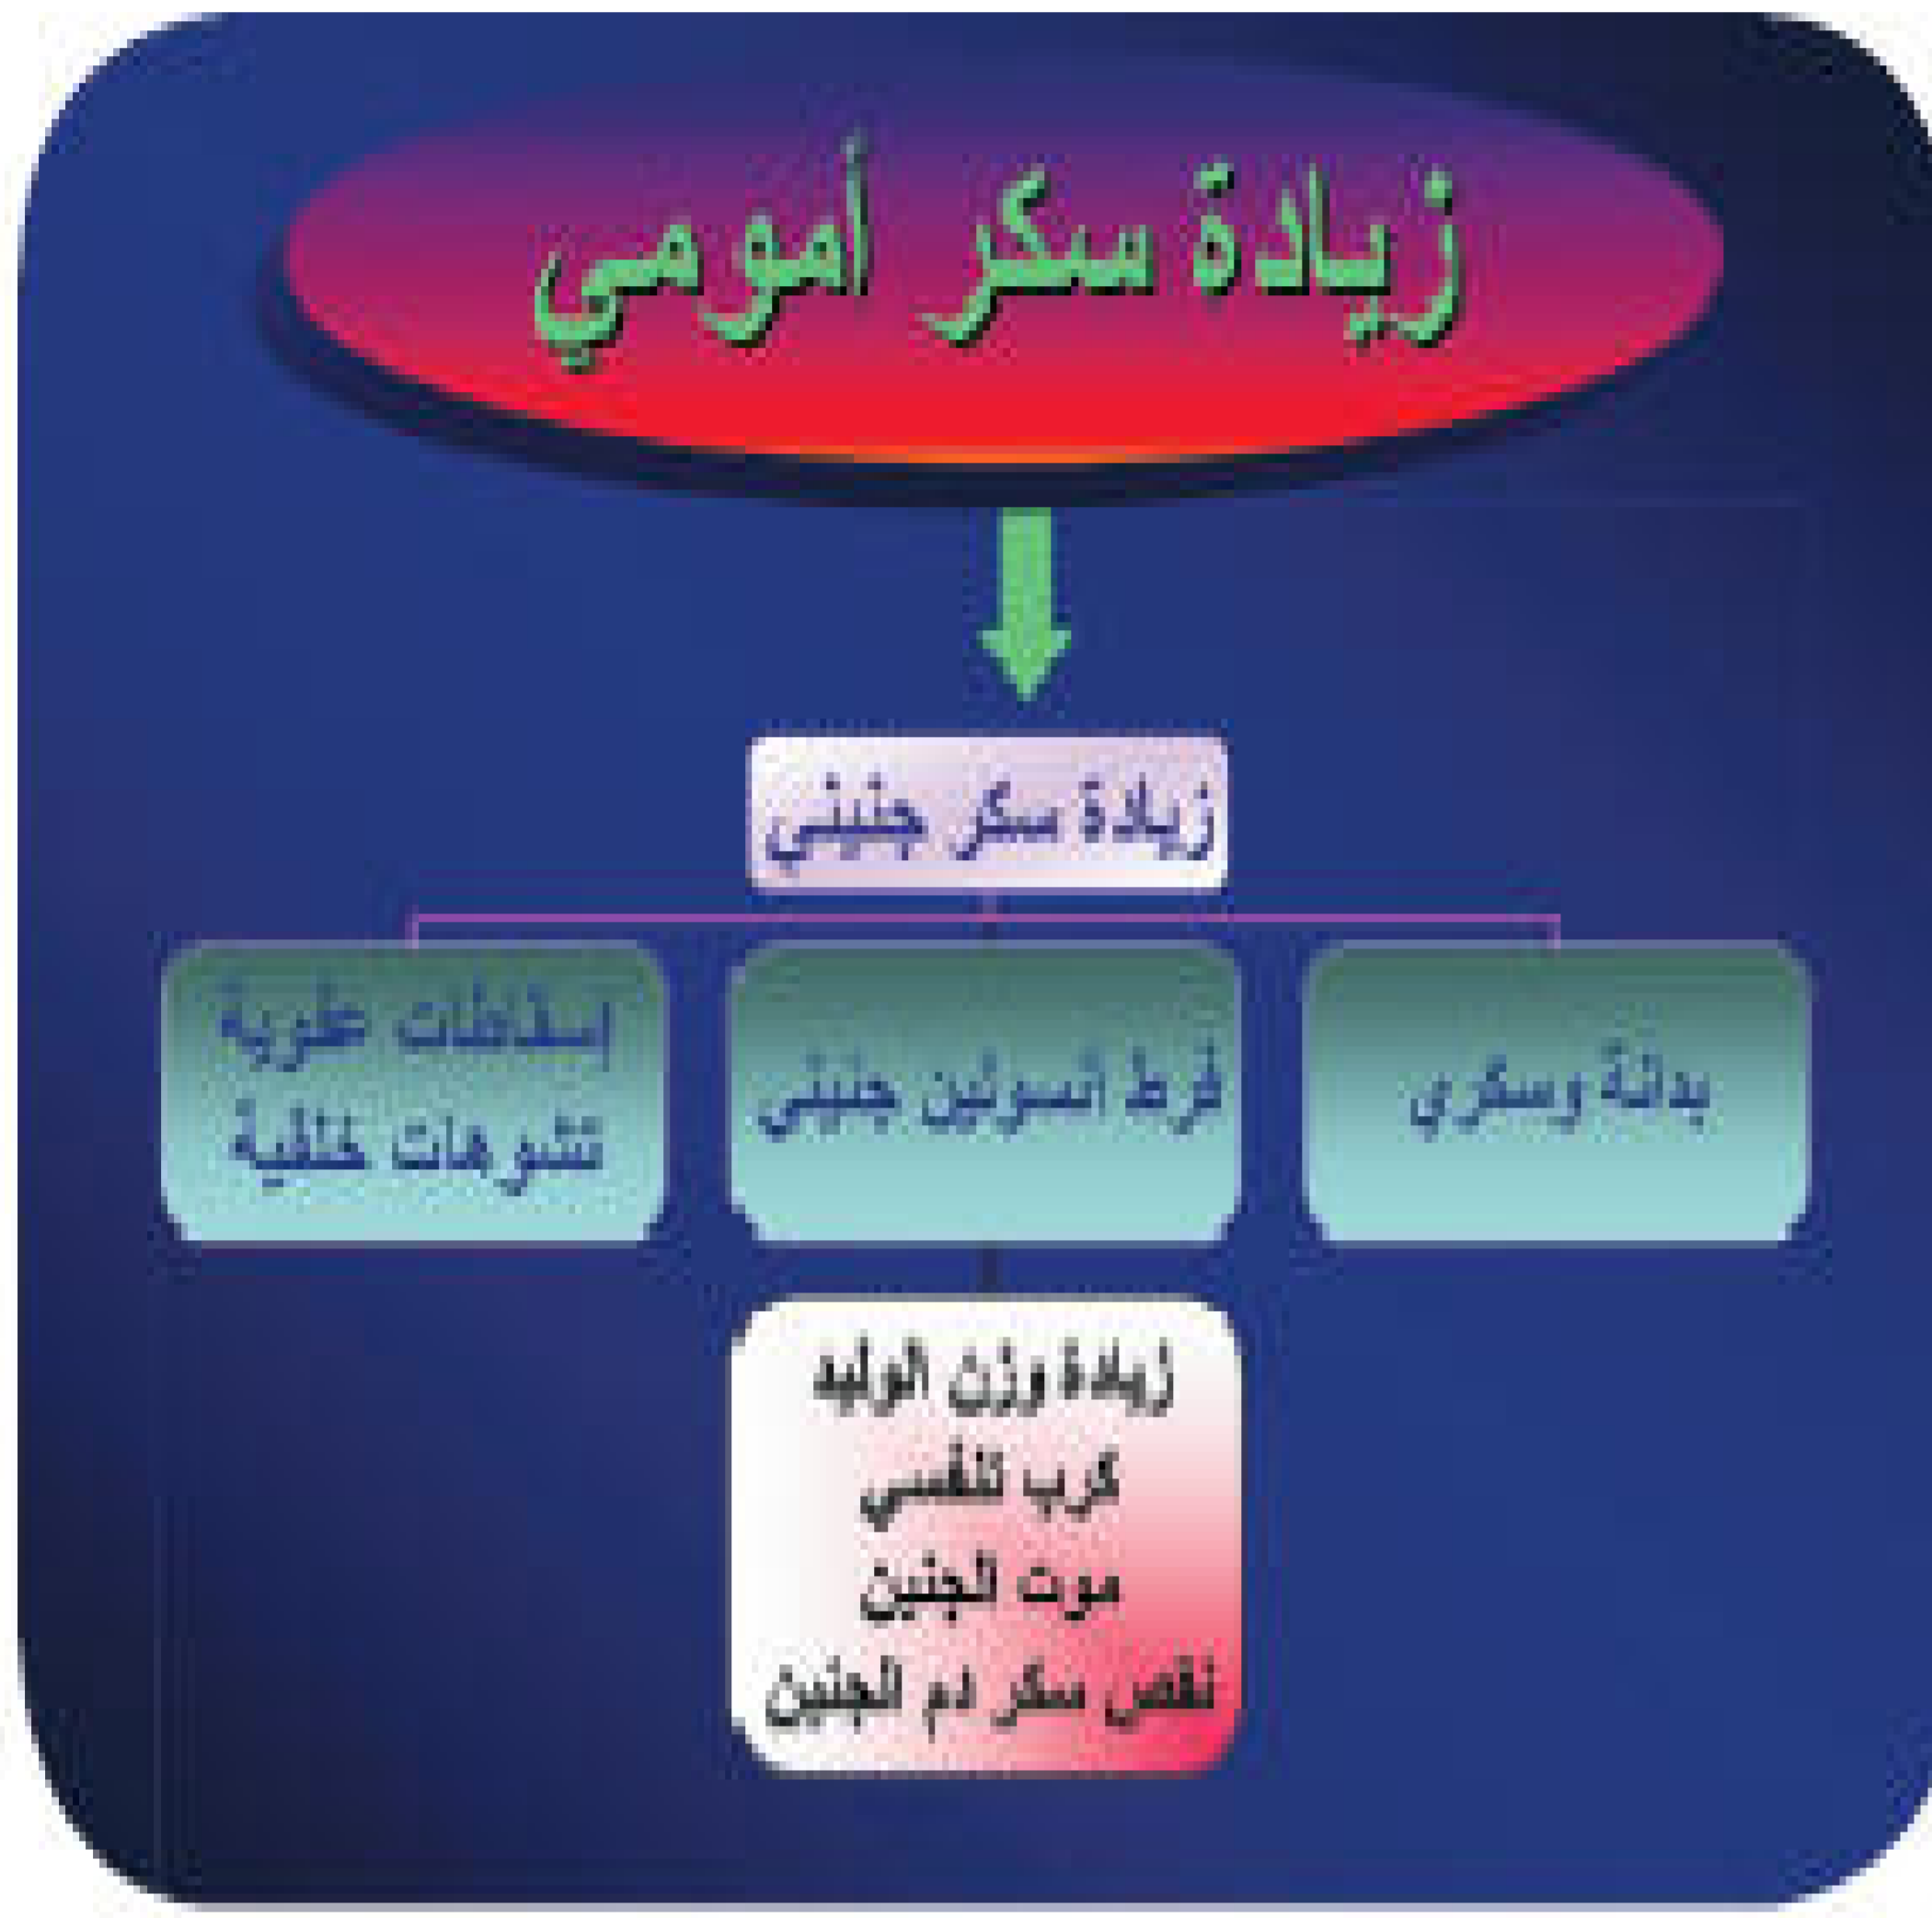 زيادة سكر أمومي
زيادة سكر جنيني
بدانة وسكري
فرط أنسولين جنيني
إسقاطات عفوية
تشوهات خلقية
زيادة وزن الوليد
كرب تنفسي
موت الجنين
نقص سكر دم الجنين